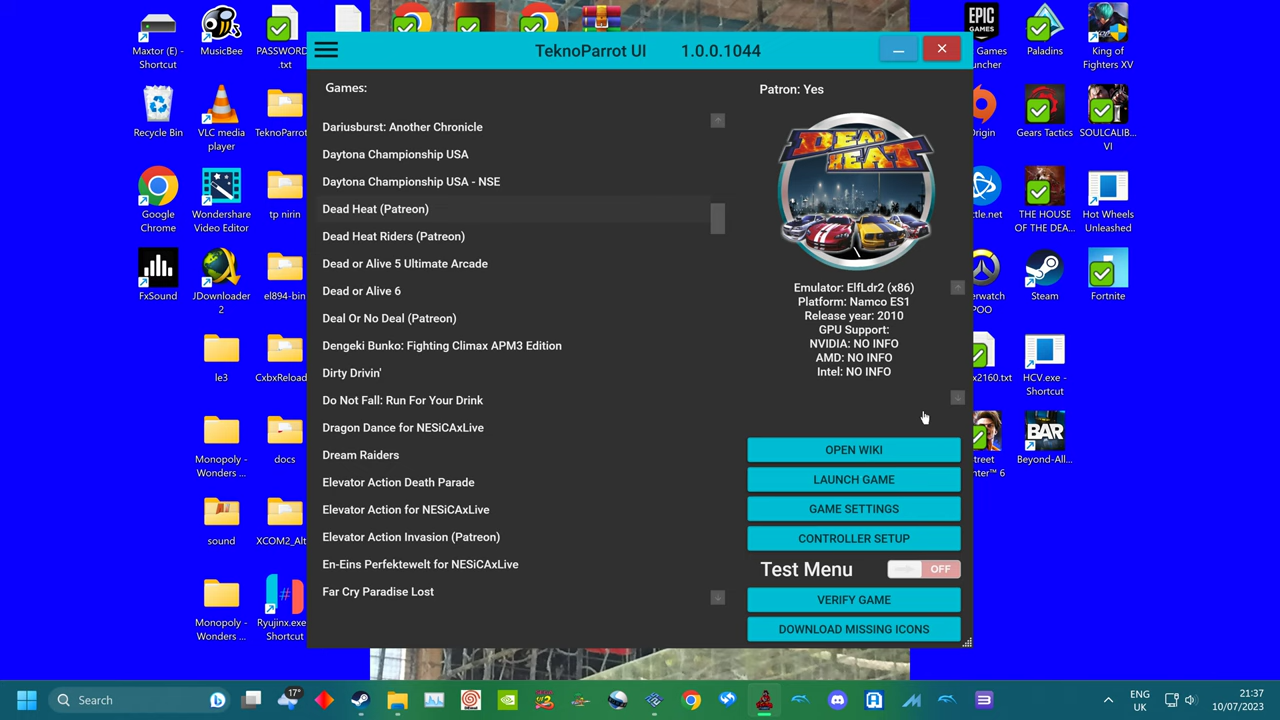 Maxtor (E) -
Shortcut
MusicBee
PASSWORD
.txt
Recycle Bin
VLC media
player
TeknoParrot
Google
Chrome
Wondershare
Video Editor
tp nirin
FxSound
JDownloader
2
el894-bin
le3
CxbxReload
Monopoly -
Wonders ...
docs
sound
XCOM2_Alt
Monopoly -
Wonders ...
Ryujinx.exe
Shortcut
TeknoParrot UI 1.0.0.1044
Games:
Dariusburst: Another Chronicle
Daytona Championship USA
Daytona Championship USA - NSE
Dead Heat (Patreon)
Dead Heat Riders (Patreon)
Dead or Alive 5 Ultimate Arcade
Dead or Alive 6
Deal Or No Deal (Patreon)
Dengeki Bunko: Fighting Climax APM3 Edition
Dirty Drivin'
Do Not Fall: Run For Your Drink
Dragon Dance for NESiCAxLive
Dream Raiders
Elevator Action Death Parade
Elevator Action for NESiCAxLive
Elevator Action Invasion (Patreon)
En-Eins Perfektewelt for NESiCAxLive
Far Cry Paradise Lost
Patron: Yes
DEAD
HEAT
Emulator: ElfLdr2 (x86)
Platform: Namco ES1
Release year: 2010
GPU Support:
NVIDIA: NO INFO
AMD: NO INFO
Intel: NO INFO
OPEN WIKI
LAUNCH GAME
GAME SETTINGS
CONTROLLER SETUP
Test Menu OFF
VERIFY GAME
DOWNLOAD MISSING ICONS
EPIC
GAMES
Games
uncher
Paladins
King of
Fighters XV
Origin
Gears Tactics
SOULCALIB...
VI
ttle.net
THE HOUSE
OF THE DEA...
Hot Wheels
Unleashed
erwatch
POO
Steam
Fortnite
x2160.txt
HCV.exe -
Shortcut
treet
nter™ 6
BAR
Beyond-All...
Search
17°
ENG
UK
21:37
10/07/2023